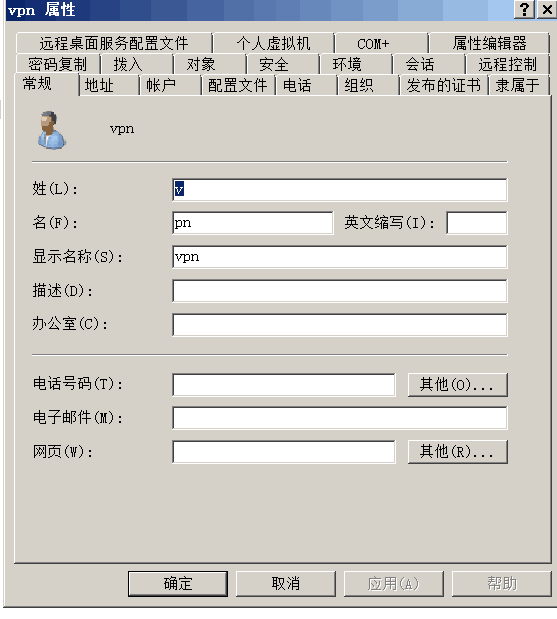 vpn 属性
远程桌面服务配置文件 个人虚拟机 COM+ 属性编辑器
密码复制 拨入 对象 安全 环境 会话 远程控制
常规 地址 帐户 配置文件 电话 组织 发布的证书 隶属于
vpn
姓(L): v
名(F): pn 英文缩写(I):
显示名称(S): vpn
描述(D):
办公室(C):
电话号码(T): 其他(O)...
电子邮件(M):
网页(W): 其他(R)...
确定 取消 应用(A) 帮助